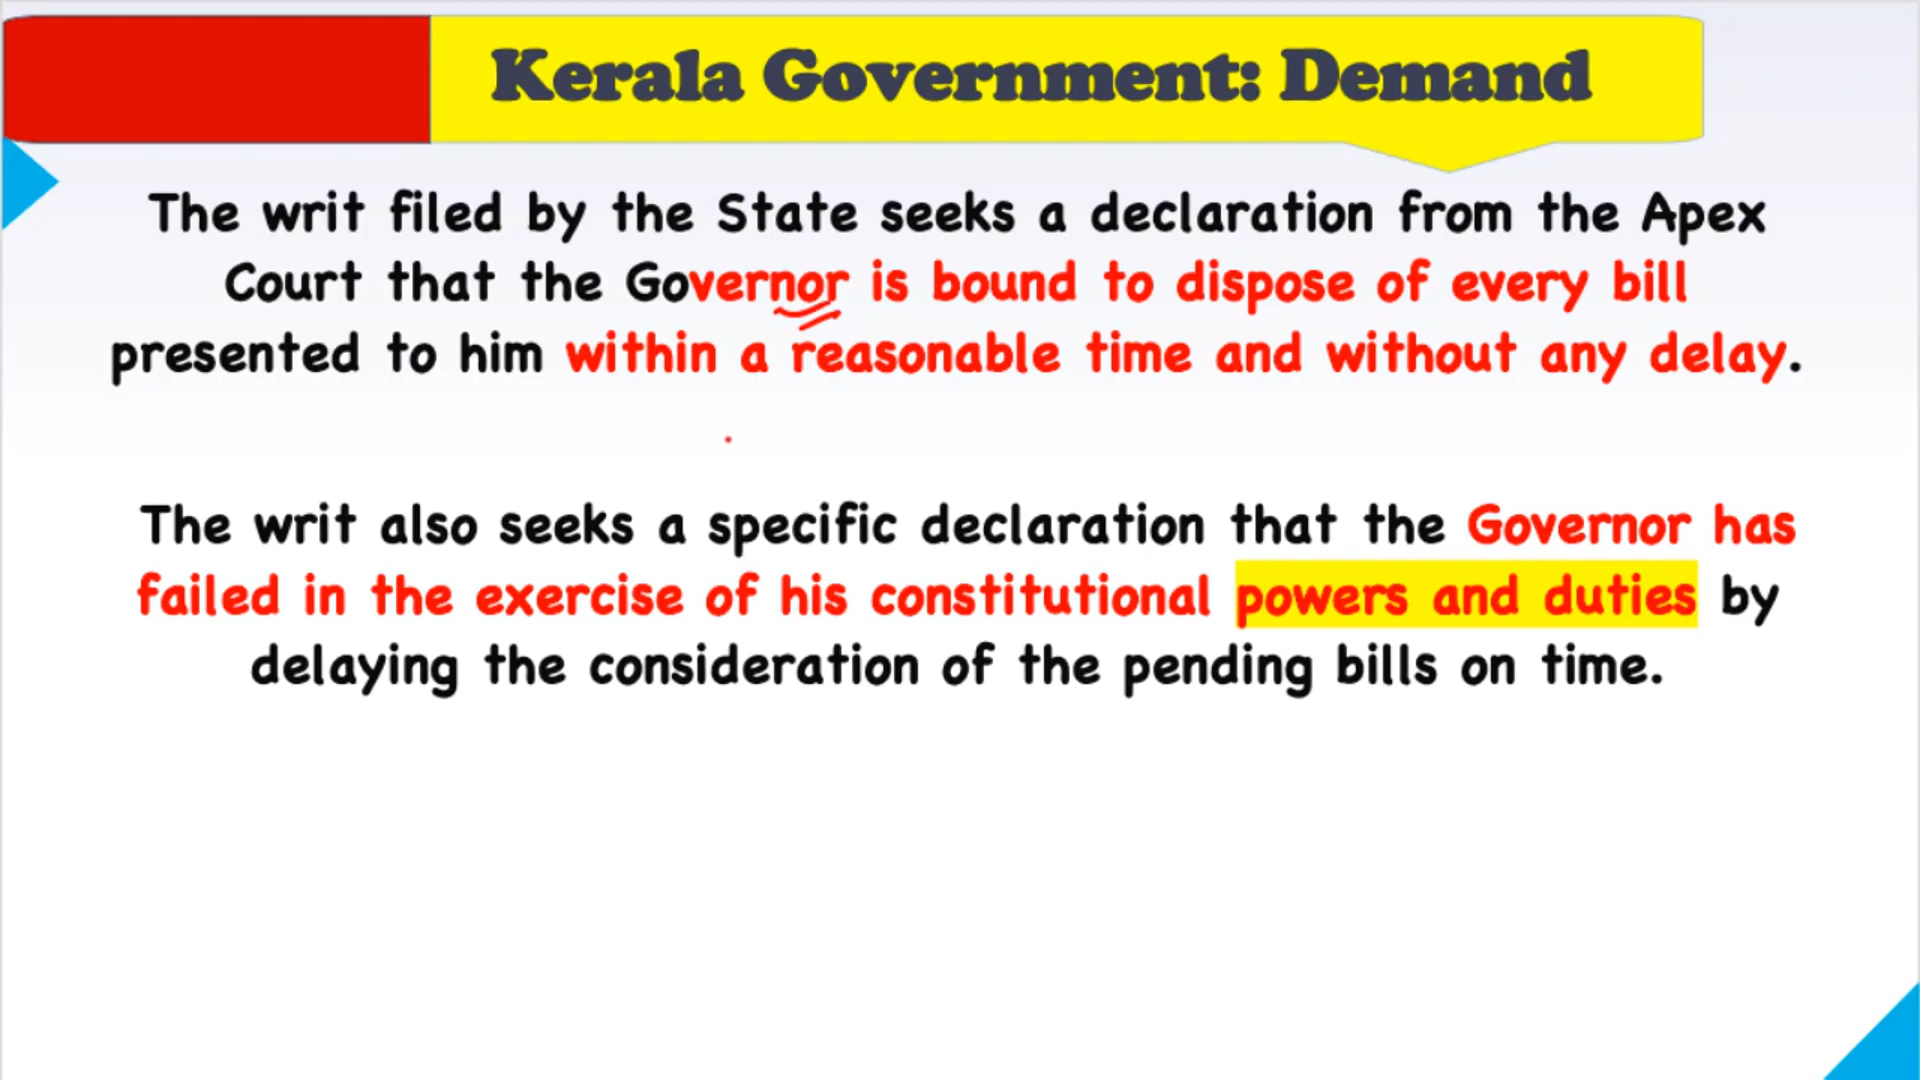 Kerala Government: Demand
The writ filed by the State seeks a declaration from the Apex
Court that the Governor is bound to dispose of every bill
presented to him within a reasonable time and without any delay.
The writ also seeks a specific declaration that the Governor has
failed in the exercise of his constitutional powers and duties by
delaying the consideration of the pending bills on time.